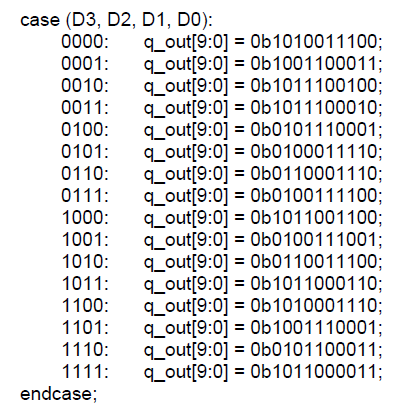 case (D3, D2, D1, D0):
0000: q_out[9:0] = 0b1010011100;
0001: q_out[9:0] = 0b1001100011;
0010: q_out[9:0] = 0b1011100100;
0011: q_out[9:0] = 0b1011100010;
0100: q_out[9:0] = 0b0101110001;
0101: q_out[9:0] = 0b0100011110;
0110: q_out[9:0] = 0b0110001110;
0111: q_out[9:0] = 0b0100111100;
1000: q_out[9:0] = 0b1011001100;
1001: q_out[9:0] = 0b0100111001;
1010: q_out[9:0] = 0b0110011100;
1011: q_out[9:0] = 0b1011000110;
1100: q_out[9:0] = 0b1010001110;
1101: q_out[9:0] = 0b1001110001;
1110: q_out[9:0] = 0b0101100011;
1111: q_out[9:0] = 0b1011000011;
endcase;